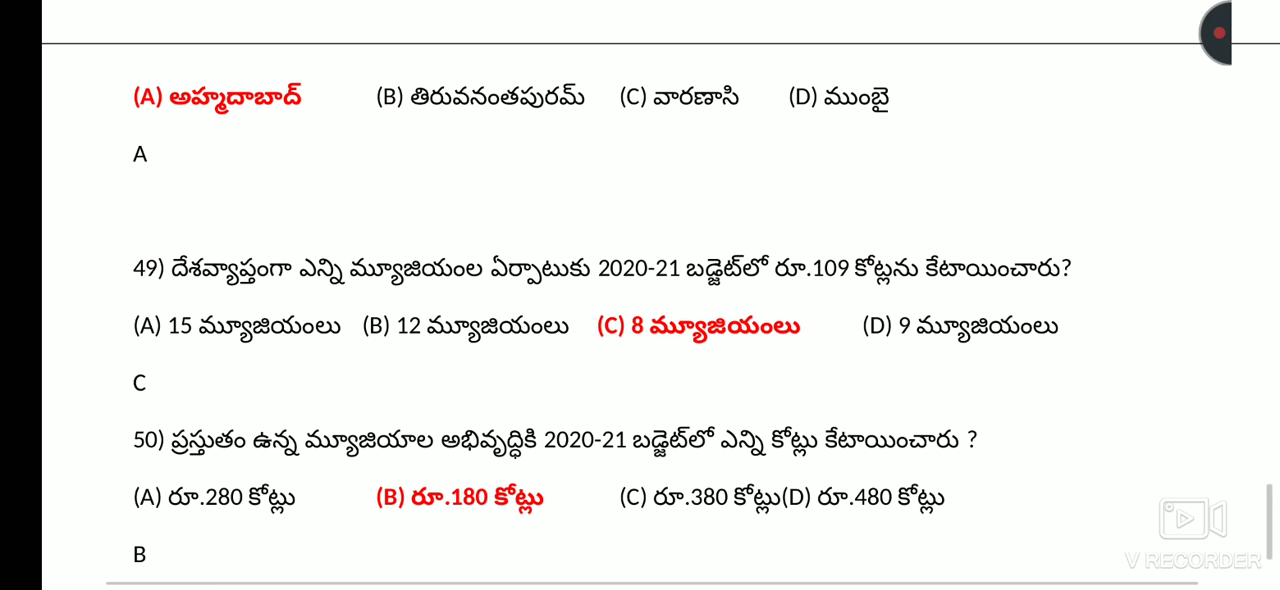 (A) అహ్మదాబాద్ (B) తిరువనంతపురమ్ (C) వారణాసి (D) ముంబై
A
49) దేశవ్యాప్తంగా ఎన్ని మ్యూజియంల ఏర్పాటుకు 2020-21 బడ్జెట్‌లో రూ.109 కోట్లను కేటాయించారు?
(A) 15 మ్యూజియంలు (B) 12 మ్యూజియంలు (C) 8 మ్యూజియంలు (D) 9 మ్యూజియంలు
C
50) ప్రస్తుతం ఉన్న మ్యూజియాల అభివృద్ధికి 2020-21 బడ్జెట్‌లో ఎన్ని కోట్లు కేటాయించారు ?
(A) రూ.280 కోట్లు (B) రూ.180 కోట్లు (C) రూ.380 కోట్లు(D) రూ.480 కోట్లు
B
V RECORDER